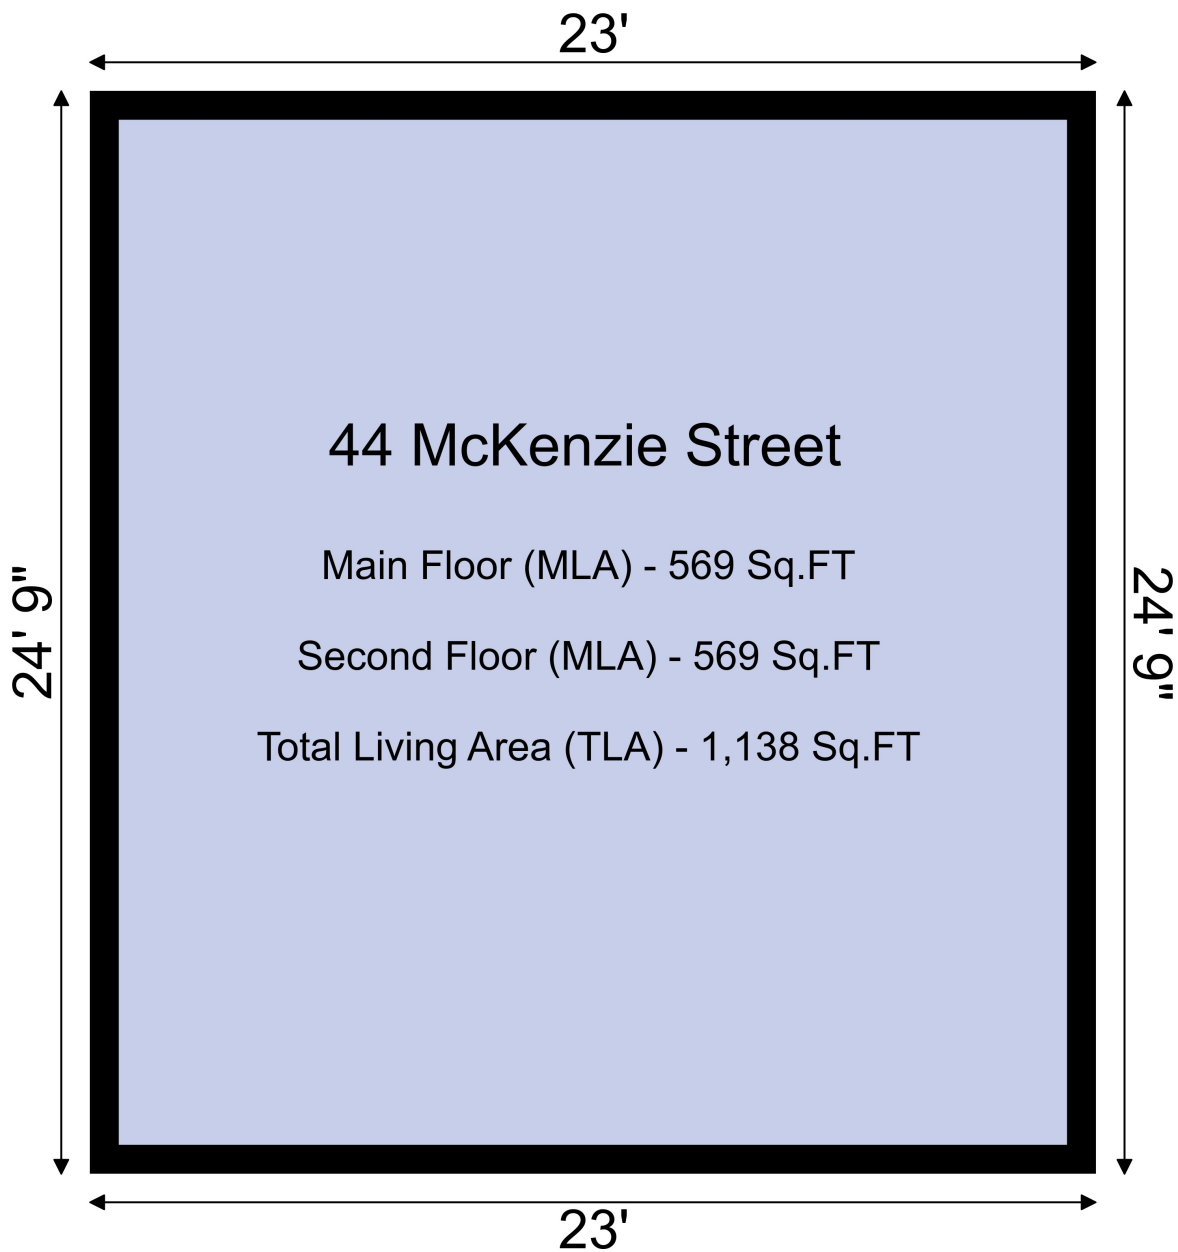 23'
44 McKenzie Street
Main Floor (MLA) - 569 Sq.FT
Second Floor (MLA) - 569 Sq.FT
Total Living Area (TLA) - 1,138 Sq.FT
24' 9"
24' 9"
23'